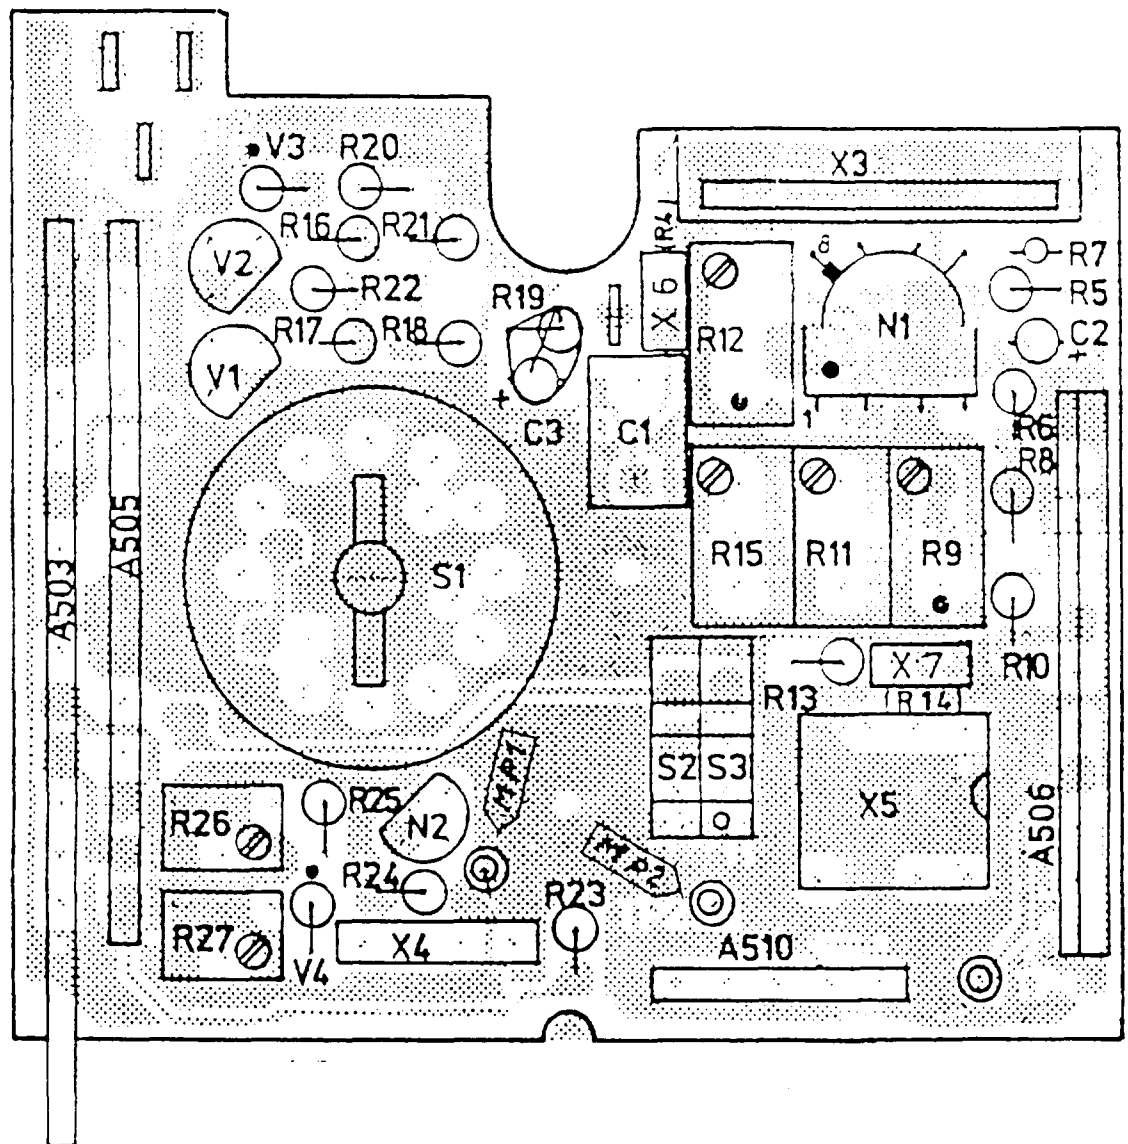 V3
R20
X3
R16
R21
R4
V2
8
R7
R22
R5
R19
X6
N1
R17
R18
R12
C2
+
V1
+
1
C3
C1
R6
+
R8
A505
R15
R11
R9
S1
A503
X7
R13
R10
R14
MP1
S2
S3
R25
X5
R26
N2
A506
MP2
R24
R23
R27
X4
V4
A510